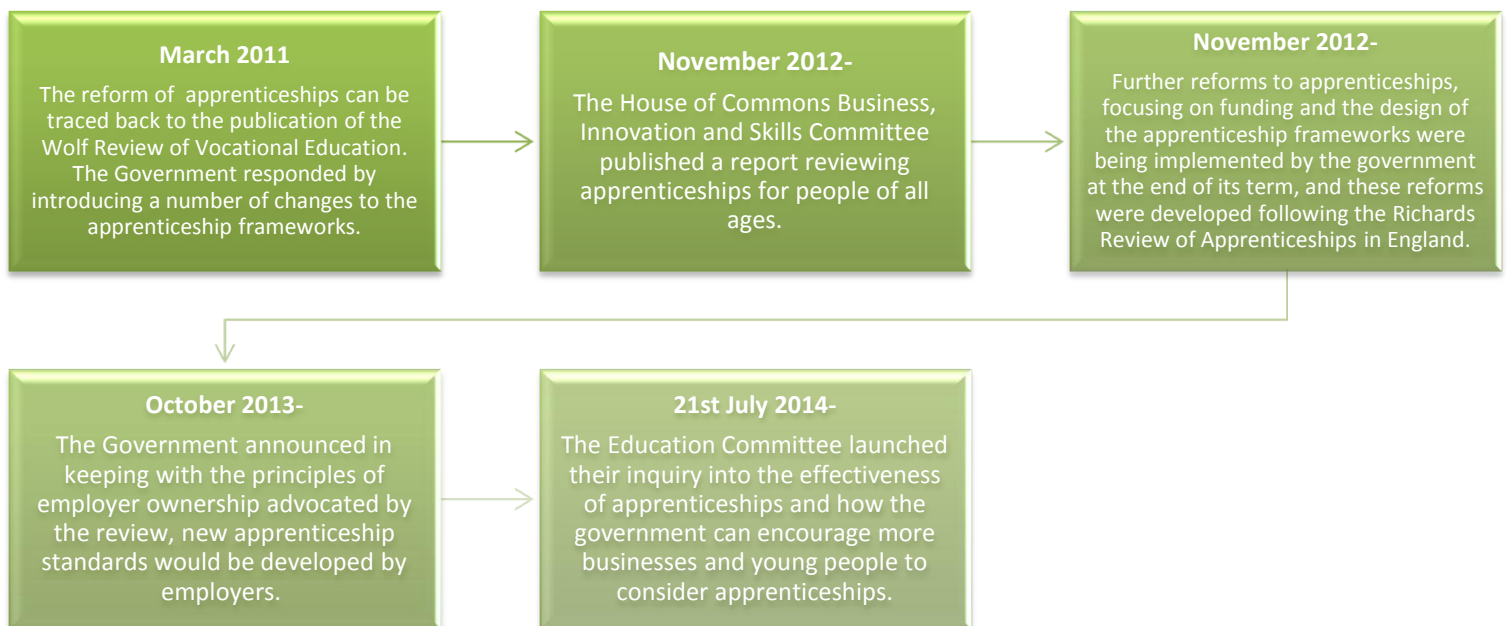 March 2011
The reform of apprenticeships can be
traced back to the publication of the
Wolf Review of Vocational Education.
The Government responded by
introducing a number of changes to the
apprenticeship frameworks.
November 2012-
The House of Commons Business,
Innovation and Skills Committee
published a report reviewing
apprenticeships for people of all
ages.
November 2012-
Further reforms to apprenticeships,
focusing on funding and the design of
the apprenticeship frameworks were
being implemented by the government
at the end of its term, and these reforms
were developed following the Richards
Review of Apprenticeships in England.
October 2013-
The Government announced in
keeping with the principles of
employer ownership advocated by
the review, new apprenticeship
standards would be developed by
employers.
21st July 2014-
The Education Committee launched
their inquiry into the effectiveness
of apprenticeships and how the
government can encourage more
businesses and young people to
consider apprenticeships.